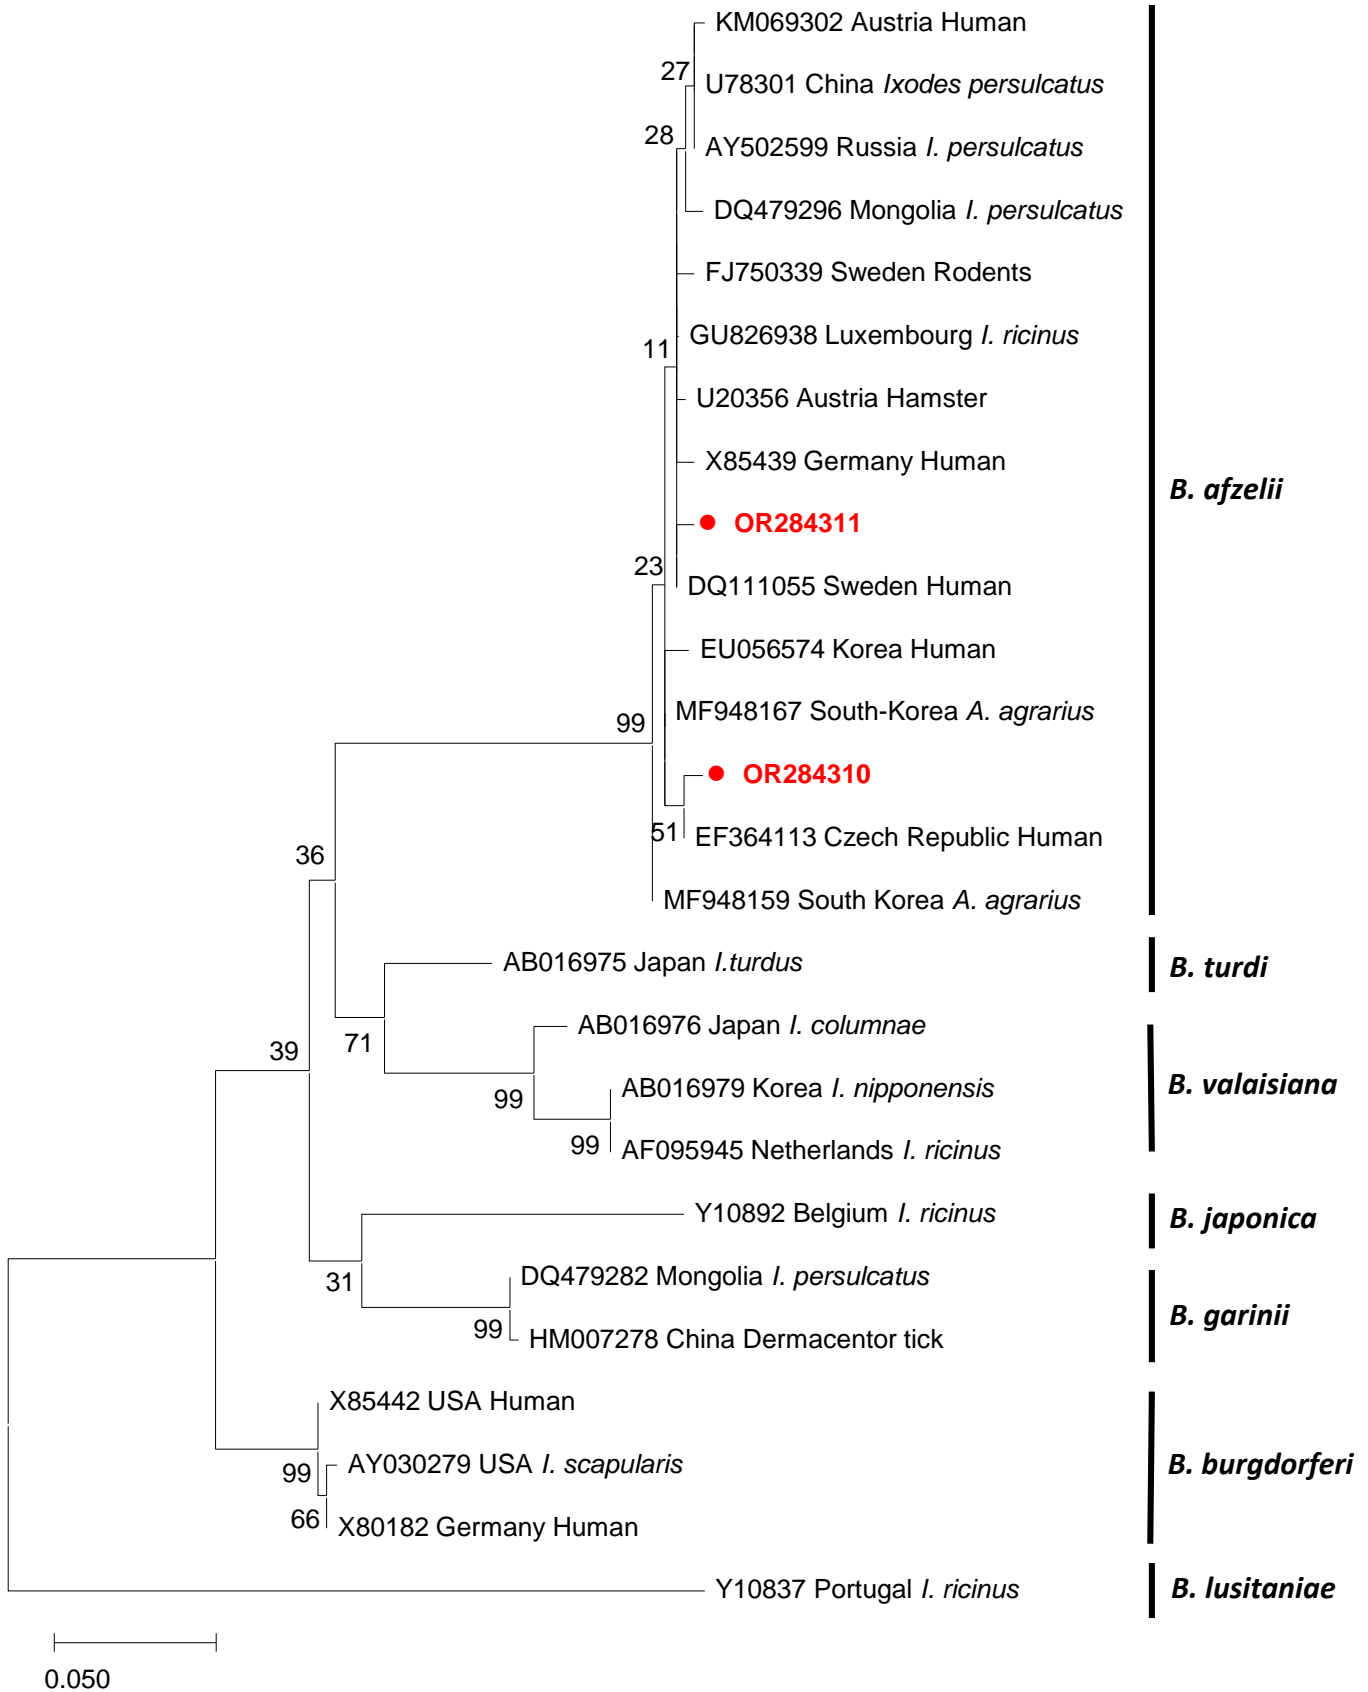 KM069302 Austria Human
27
U78301 China Ixodes persulcatus
28
AY502599 Russia I. persulcatus
DQ479296 Mongolia I. persulcatus
FJ750339 Sweden Rodents
GU826938 Luxembourg I. ricinus
11
U20356 Austria Hamster
X85439 Germany Human
B. afzelii
OR284311
23
DQ111055 Sweden Human
EU056574 Korea Human
MF948167 South-Korea A. agrarius
99
OR284310
51
EF364113 Czech Republic Human
36
MF948159 South Korea A. agrarius
AB016975 Japan I.turdus
B. turdi
AB016976 Japan I. columnae
71
39
AB016979 Korea I. nipponensis
B. valaisiana
99
AF095945 Netherlands I. ricinus
99
Y10892 Belgium I. ricinus
B. japonica
DQ479282 Mongolia I. persulcatus
31
B. garinii
99
HM007278 China Dermacentor tick
X85442 USA Human
AY030279 USA I. scapularis
B. burgdorferi
99
66
X80182 Germany Human
Y10837 Portugal I. ricinus
B. lusitaniae
0.050